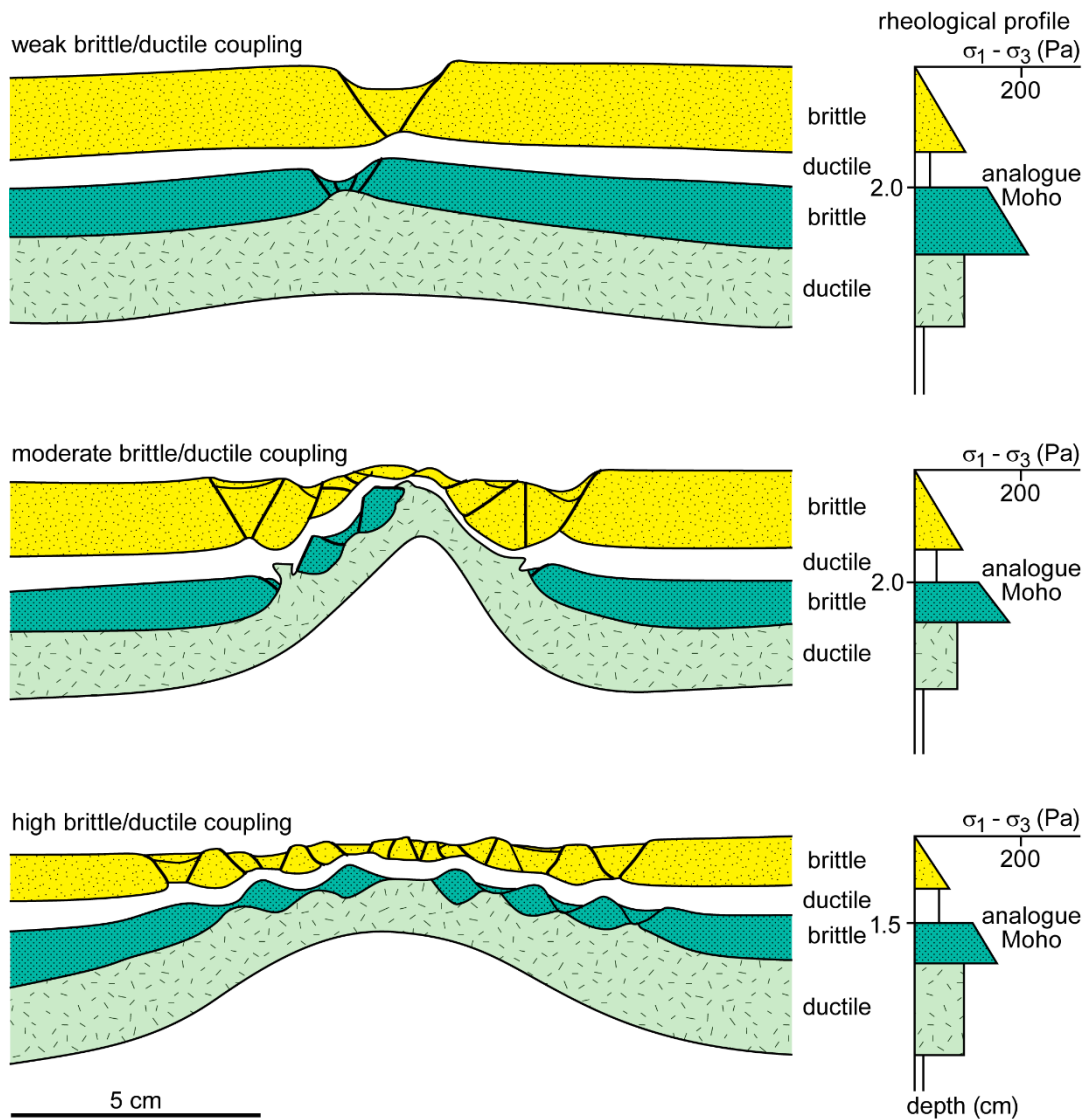 weak brittle/ductile coupling
rheological profile
σ1 - σ3 (Pa)
200
brittle
ductile
analogue
Moho
2.0
brittle
ductile
moderate brittle/ductile coupling
σ1 - σ3 (Pa)
200
brittle
ductile
analogue
Moho
2.0
brittle
ductile
high brittle/ductile coupling
σ1 - σ3 (Pa)
200
brittle
ductile
analogue
Moho
1.5
brittle
ductile
5 cm
depth (cm)